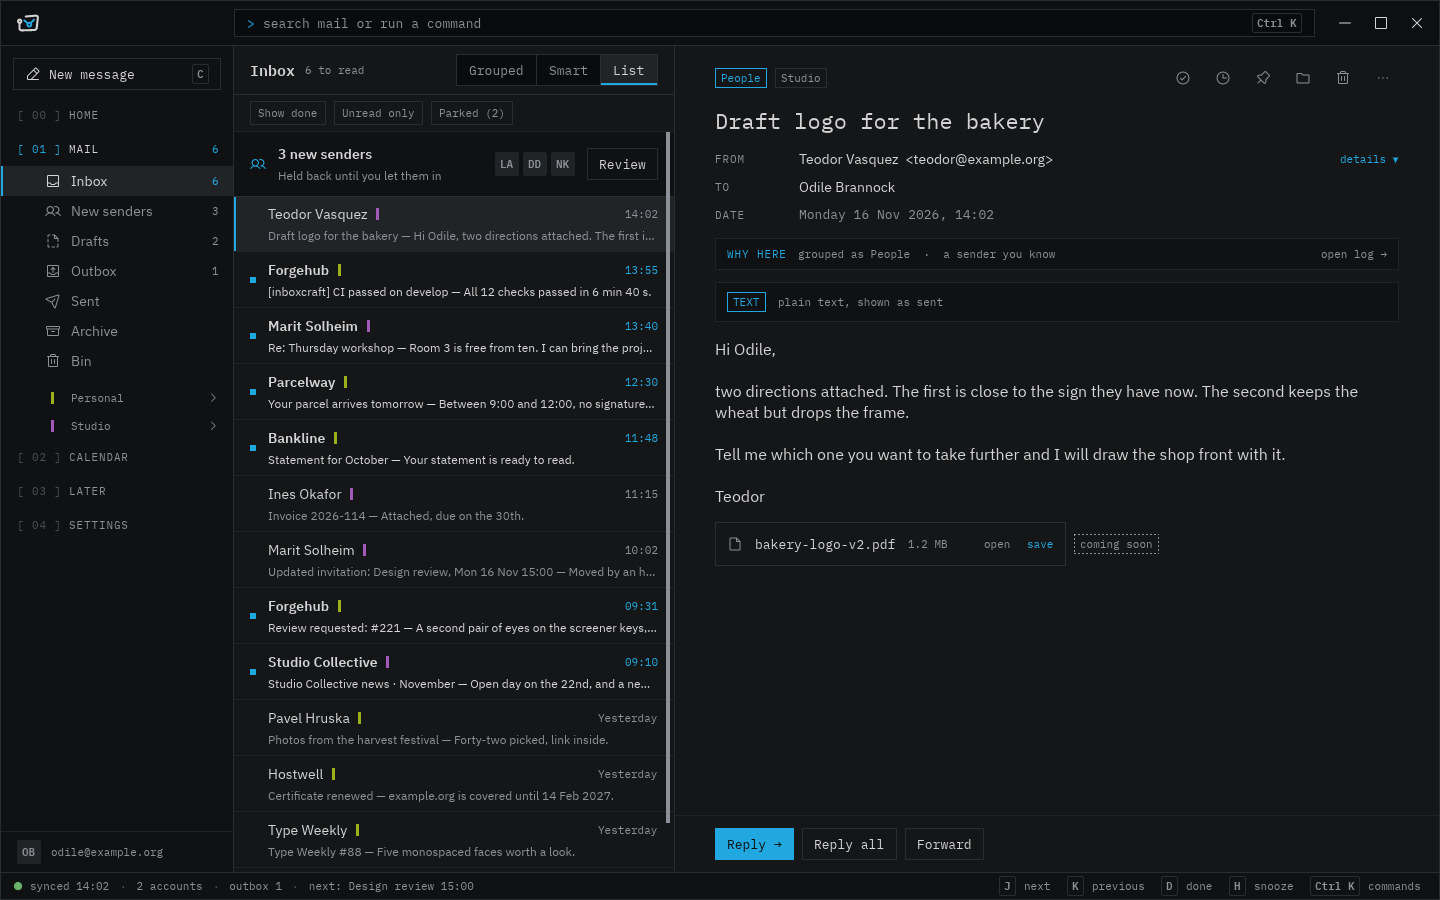 > search mail or run a command Ctrl K
New message C
[ 00 ] HOME
[ 01 ] MAIL 6
Inbox 6
New senders 3
Drafts 2
Outbox 1
Sent
Archive
Bin
Personal
Studio
[ 02 ] CALENDAR
[ 03 ] LATER
[ 04 ] SETTINGS
OB odile@example.org
Inbox 6 to read Grouped Smart List
Show done Unread only Parked (2)
3 new senders
Held back until you let them in
LA DD NK Review
Teodor Vasquez 14:02
Draft logo for the bakery — Hi Odile, two directions attached. The first i…
Forgehub 13:55
[inboxcraft] CI passed on develop — All 12 checks passed in 6 min 40 s.
Marit Solheim 13:40
Re: Thursday workshop — Room 3 is free from ten. I can bring the proj…
Parcelway 12:30
Your parcel arrives tomorrow — Between 9:00 and 12:00, no signature…
Bankline 11:48
Statement for October — Your statement is ready to read.
Ines Okafor 11:15
Invoice 2026-114 — Attached, due on the 30th.
Marit Solheim 10:02
Updated invitation: Design review, Mon 16 Nov 15:00 — Moved by an h…
Forgehub 09:31
Review requested: #221 — A second pair of eyes on the screener keys,…
Studio Collective 09:10
Studio Collective news · November — Open day on the 22nd, and a ne…
Pavel Hruska Yesterday
Photos from the harvest festival — Forty-two picked, link inside.
Hostwell Yesterday
Certificate renewed — example.org is covered until 14 Feb 2027.
Type Weekly Yesterday
Type Weekly #88 — Five monospaced faces worth a look.
People Studio
Draft logo for the bakery
FROM Teodor Vasquez <teodor@example.org> details ▾
TO Odile Brannock
DATE Monday 16 Nov 2026, 14:02
WHY HERE grouped as People · a sender you know open log →
TEXT plain text, shown as sent
Hi Odile,
two directions attached. The first is close to the sign they have now. The second keeps the
wheat but drops the frame.
Tell me which one you want to take further and I will draw the shop front with it.
Teodor
bakery-logo-v2.pdf 1.2 MB open save coming soon
Reply → Reply all Forward
synced 14:02 · 2 accounts · outbox 1 · next: Design review 15:00
J next K previous D done H snooze Ctrl K commands